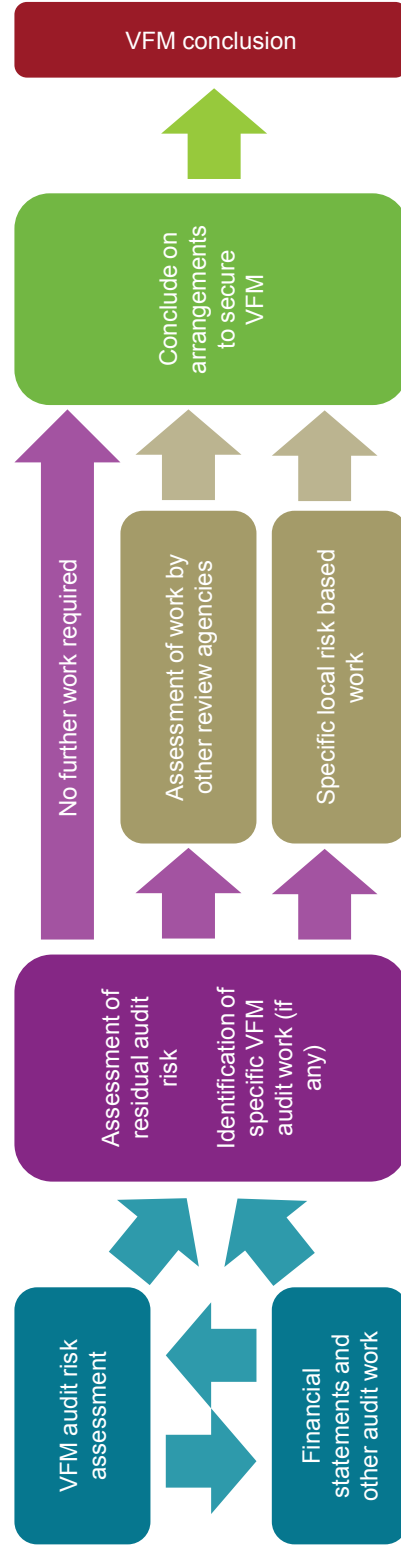 VFM audit risk
assessment
Financial
statements and
other audit work
Assessment of
residual audit
risk
Identification of
specific VFM
audit work (if
any)
No further work required
Assessment of work by
other review agencies
Specific local risk based
work
Conclude on
arrangements
to secure
VFM
VFM conclusion